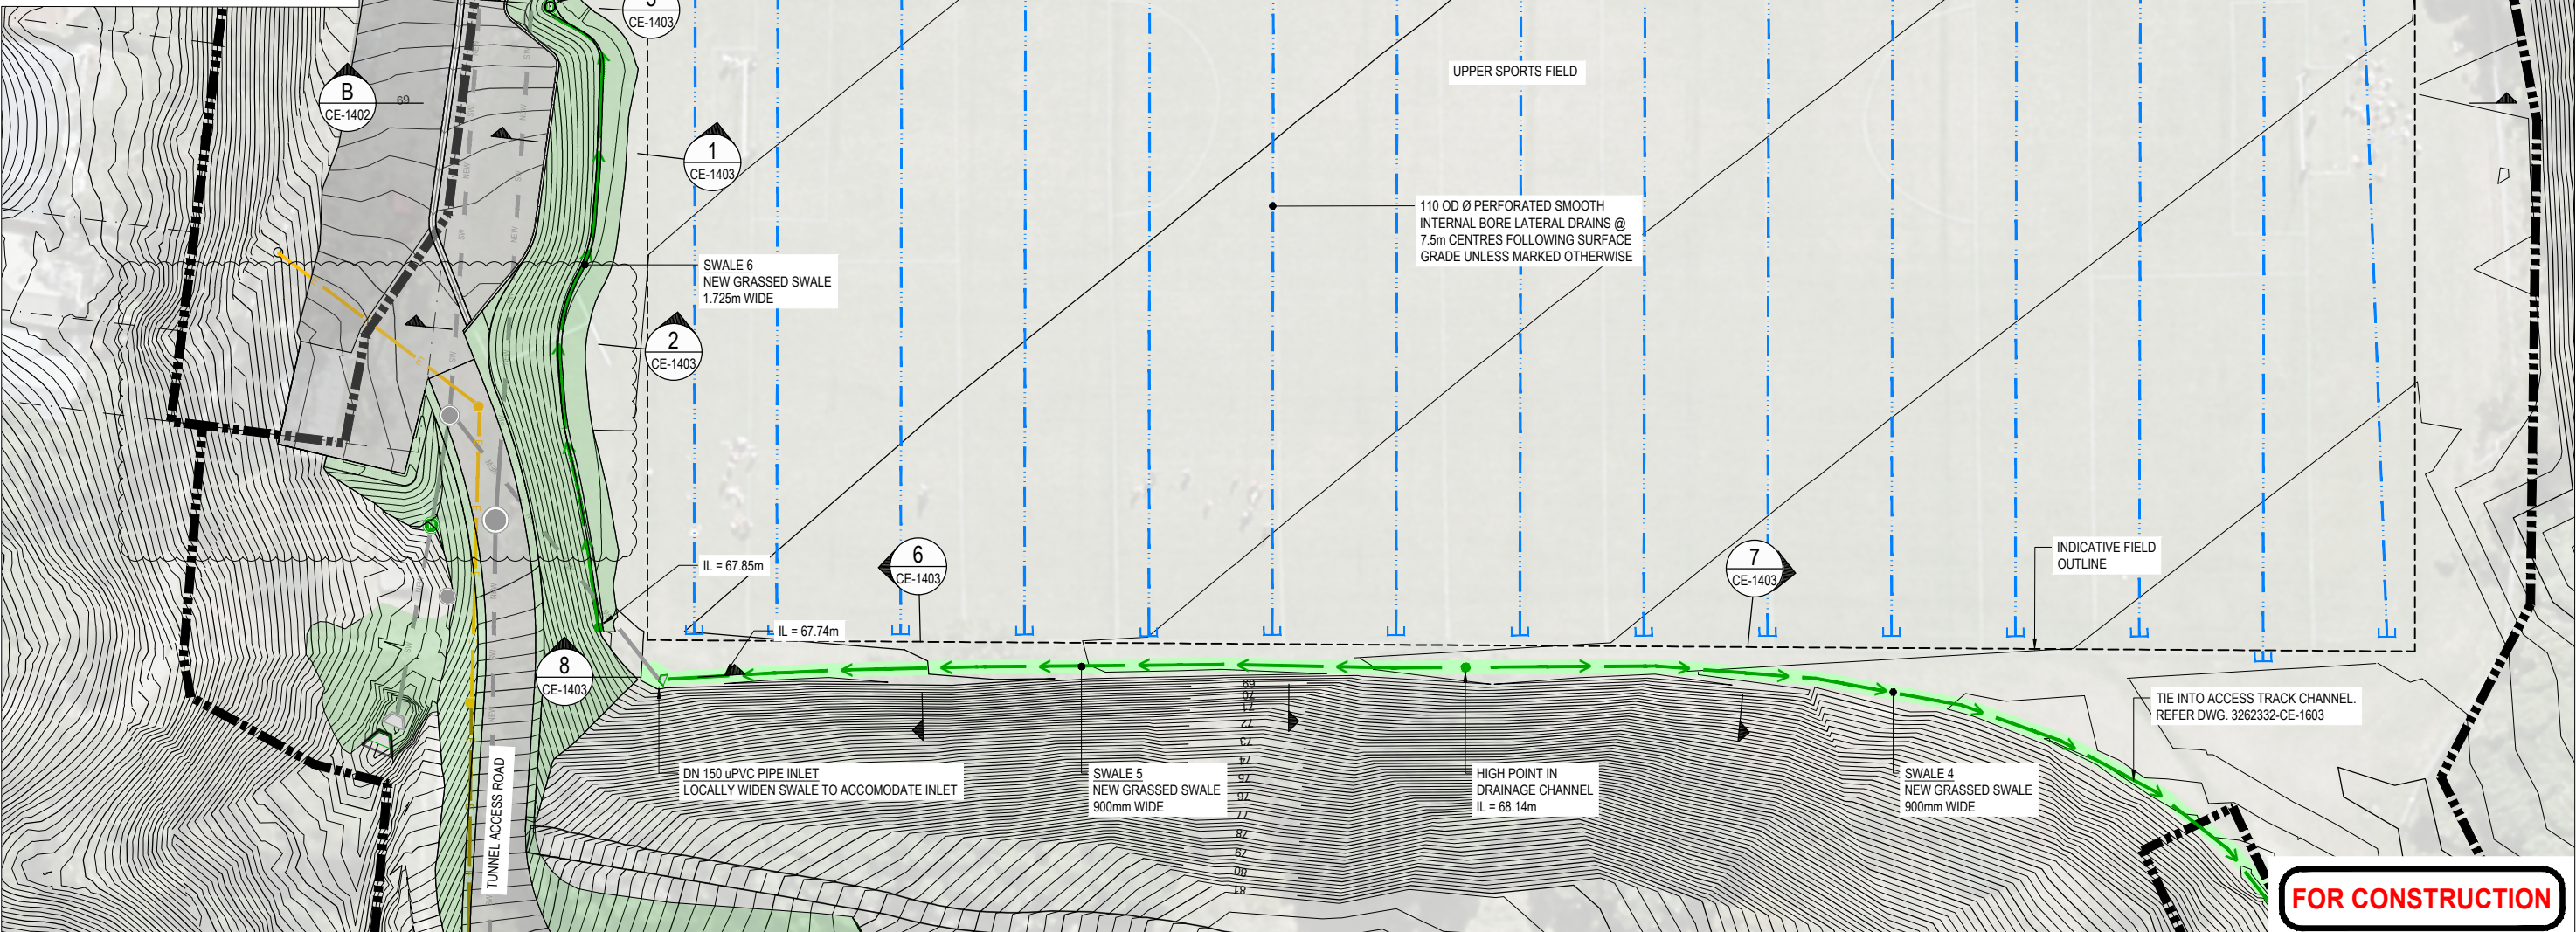 CE-1403
B
CE-1402
69
UPPER SPORTS FIELD
1
CE-1403
110 OD Ø PERFORATED SMOOTH
INTERNAL BORE LATERAL DRAINS @
7.5m CENTRES FOLLOWING SURFACE
GRADE UNLESS MARKED OTHERWISE
SWALE 6
NEW GRASSED SWALE
1.725m WIDE
2
CE-1403
IL = 67.85m
6
CE-1403
7
CE-1403
INDICATIVE FIELD
OUTLINE
IL = 67.74m
8
CE-1403
TIE INTO ACCESS TRACK CHANNEL.
REFER DWG. 3262332-CE-1603
DN 150 uPVC PIPE INLET
LOCALLY WIDEN SWALE TO ACCOMODATE INLET
SWALE 5
NEW GRASSED SWALE
900mm WIDE
HIGH POINT IN
DRAINAGE CHANNEL
IL = 68.14m
SWALE 4
NEW GRASSED SWALE
900mm WIDE
69
70
71
72
73
74
75
76
77
78
79
80
81
TUNNEL ACCESS ROAD
FOR CONSTRUCTION